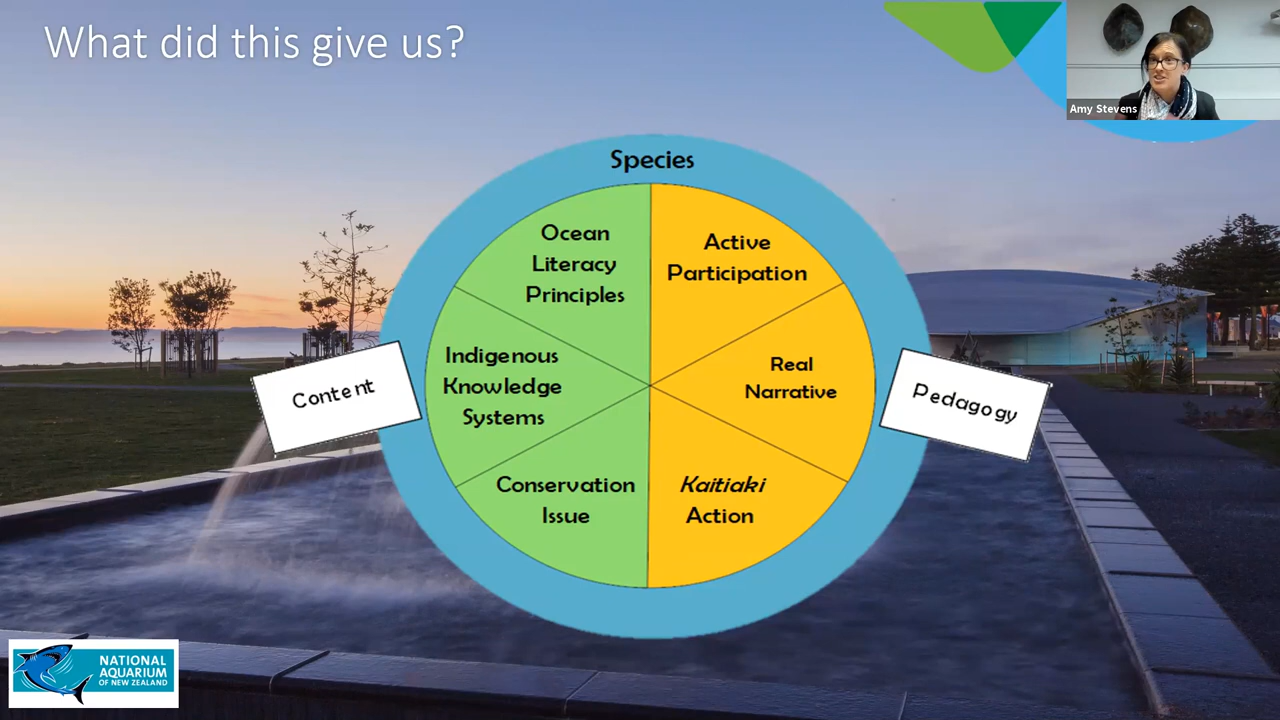 What did this give us?
Amy Stevens
Species
Ocean
Literacy
Principles
Active
Participation
Indigenous
Knowledge
Systems
Real
Narrative
Conservation
Issue
Kaitiaki
Action
Content
Pedagogy
NATIONAL
AQUARIUM
OF NEW ZEALAND